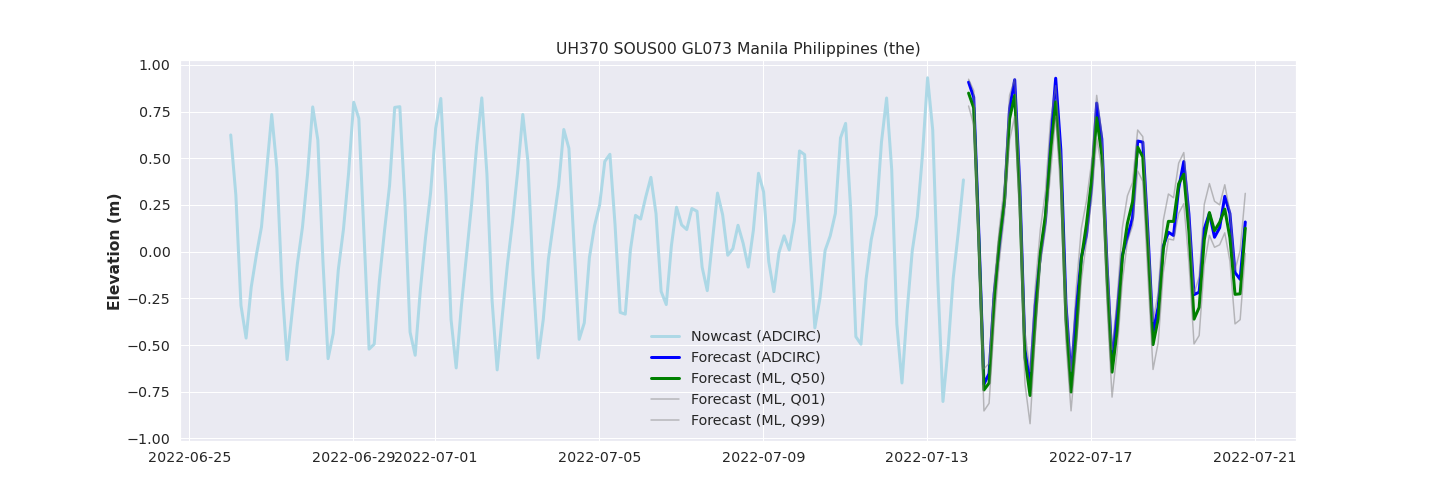 UH370 SOUS00 GL073 Manila Philippines (the)
Elevation (m)
1.00
0.75
0.50
0.25
0.00
−0.25
−0.50
−0.75
−1.00
Nowcast (ADCIRC)
Forecast (ADCIRC)
Forecast (ML, Q50)
Forecast (ML, Q01)
Forecast (ML, Q99)
2022-06-25 2022-06-29 2022-07-01 2022-07-05 2022-07-09 2022-07-13 2022-07-17 2022-07-21